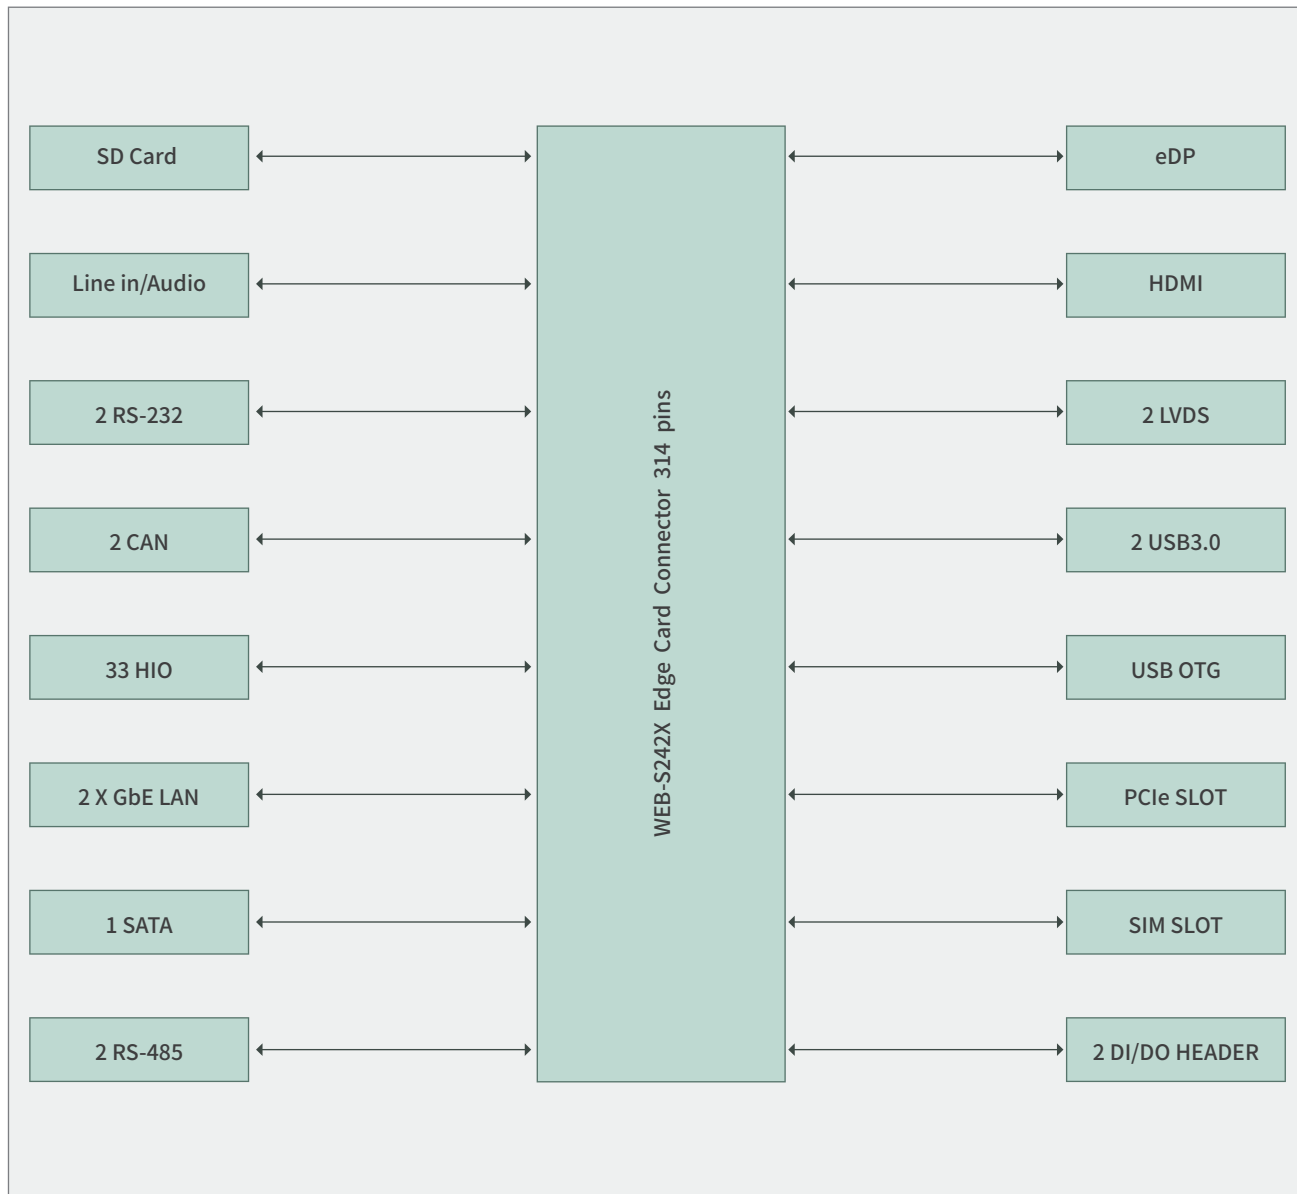 SD Card
Line in/Audio
2 RS-232
2 CAN
33 HIO
2 X GbE LAN
1 SATA
2 RS-485
WEB-S242X Edge Card Connector 314 pins
eDP
HDMI
2 LVDS
2 USB3.0
USB OTG
PCIe SLOT
SIM SLOT
2 DI/DO HEADER